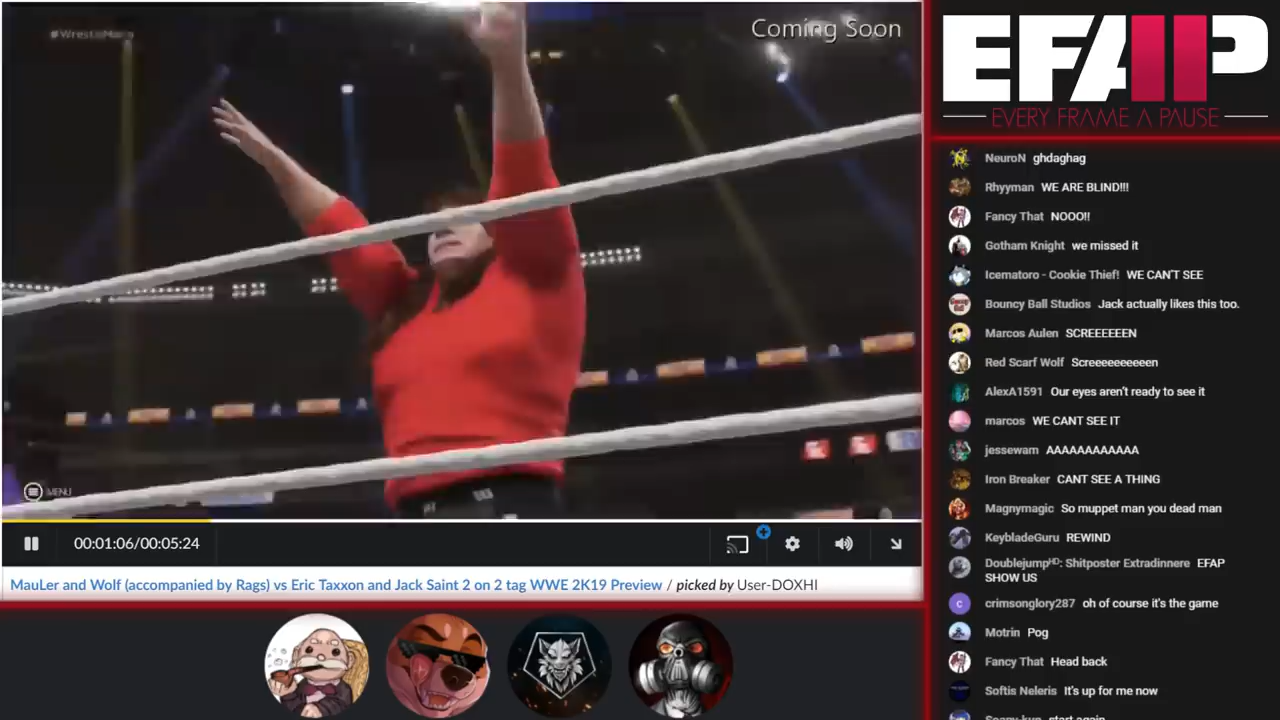 #WrestleMania
Coming Soon
MENU
00:01:06/00:05:24
MauLer and Wolf (accompanied by Rags) vs Eric Taxxon and Jack Saint 2 on 2 tag WWE 2K19 Preview / picked by User-DOXHI
EFAP
EVERY FRAME A PAUSE
NeuroN ghdaghag
Rhyyman WE ARE BLIND!!!
Fancy That NOOO!!
Gotham Knight we missed it
Icematoro - Cookie Thief! WE CAN'T SEE
Bouncy Ball Studios Jack actually likes this too.
Marcos Aulen SCREEEEEEN
Red Scarf Wolf Screeeeeeeeeen
AlexA1591 Our eyes aren't ready to see it
marcos WE CANT SEE IT
jessewam AAAAAAAAAAAA
Iron Breaker CANT SEE A THING
Magnymagic So muppet man you dead man
KeybladeGuru REWIND
Doublejumpᴴᴰ: Shitposter Extradinnere EFAP
SHOW US
crimsonglory287 oh of course it's the game
Motrin Pog
Fancy That Head back
Softis Neleris It's up for me now
start again